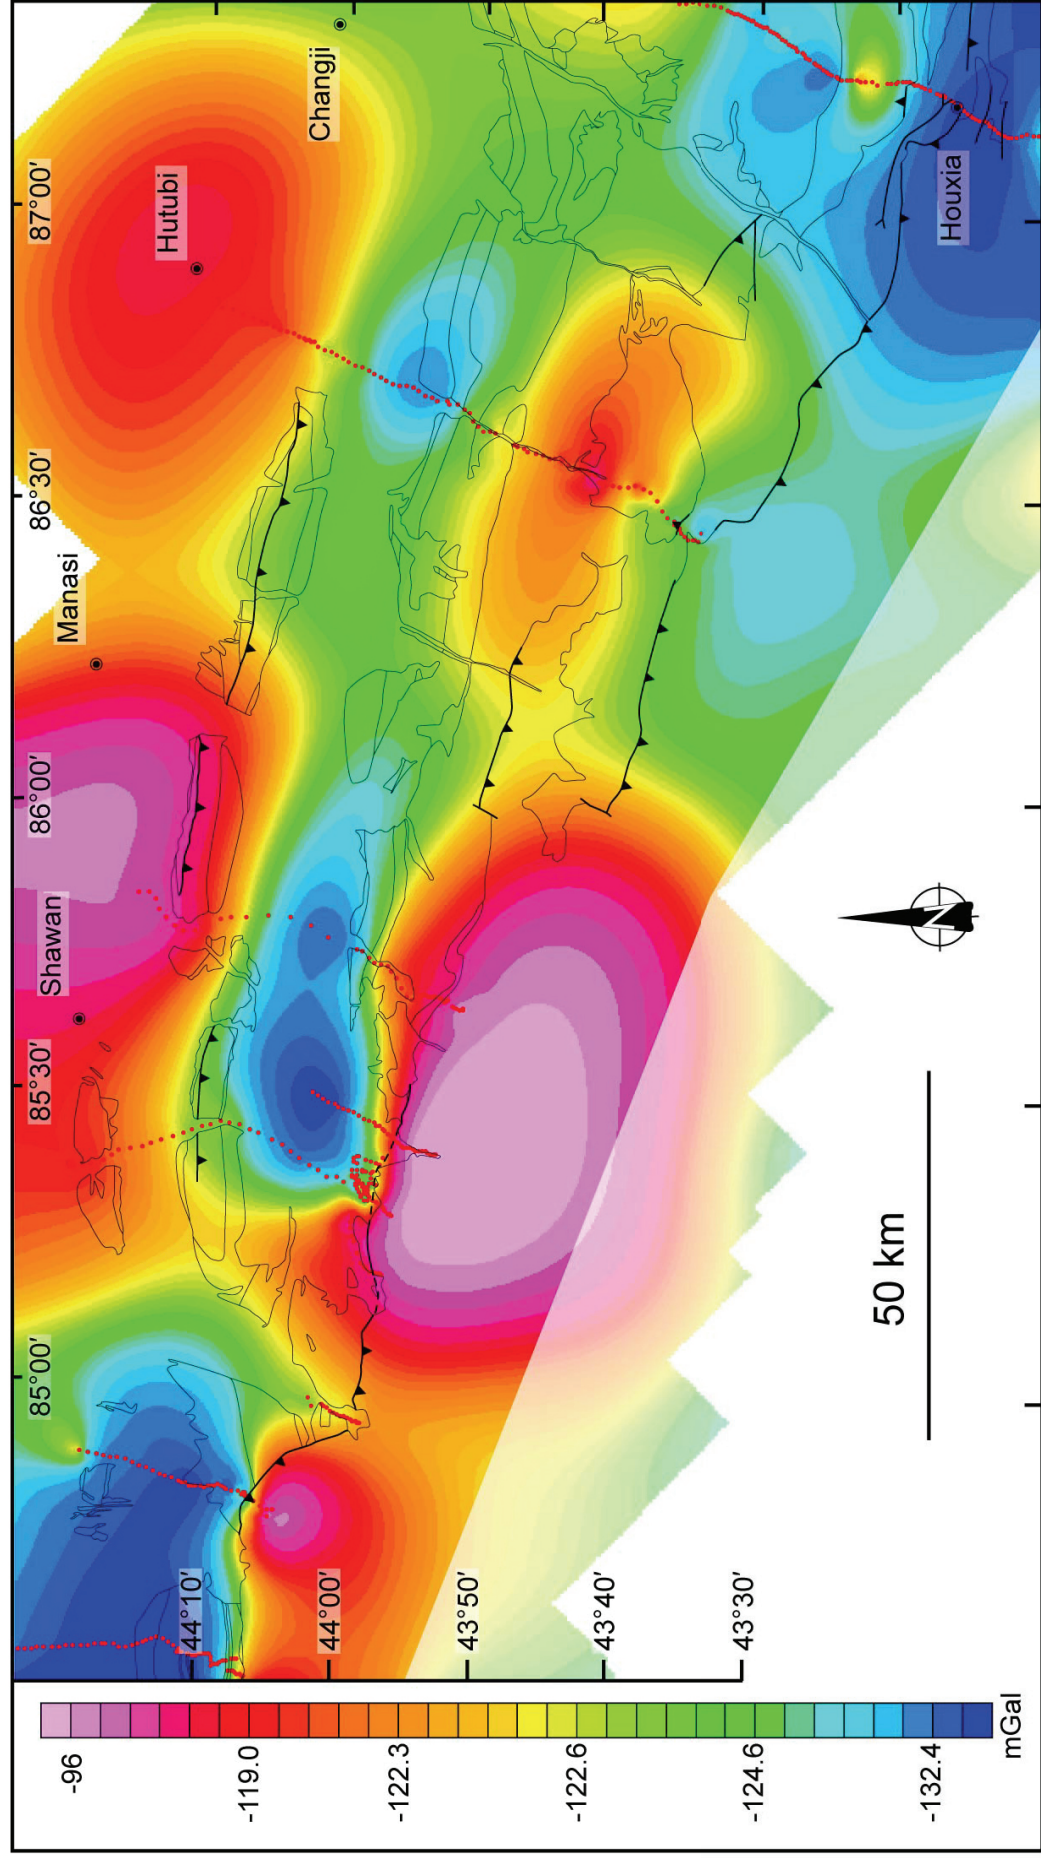 85°00′
85°30′
86°00′
86°30′
87°00′
Shawan
Manasi
Hutubi
Changji
44°10′
44°00′
43°50′
43°40′
43°30′
Houxia
50 km
N
-96
-119.0
-122.3
-122.6
-124.6
-132.4
mGal